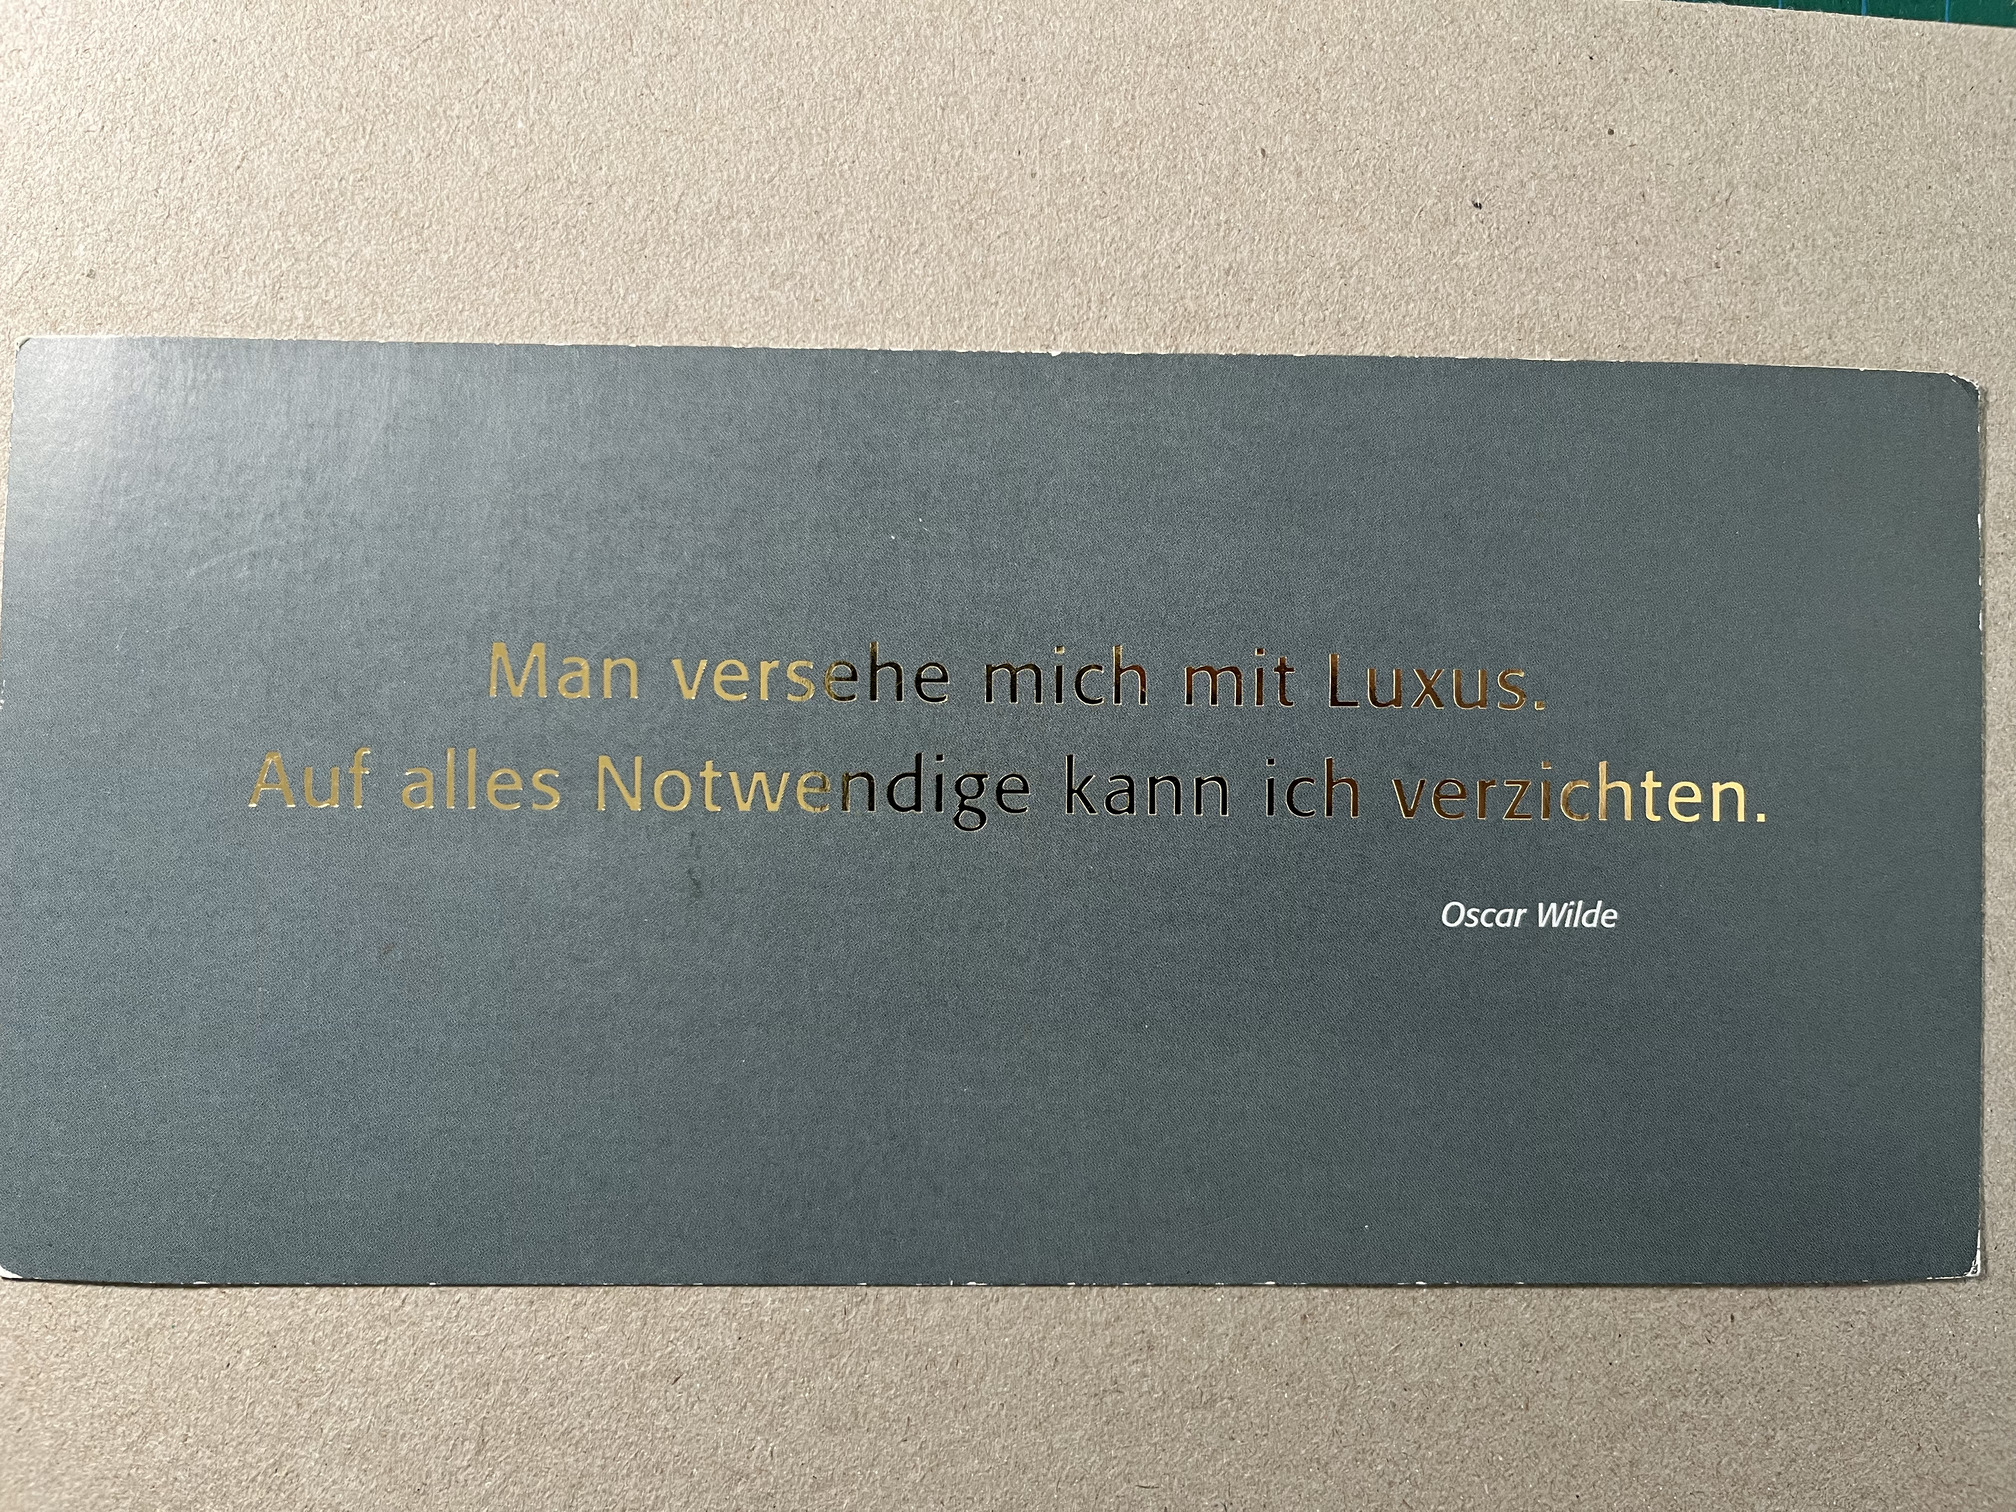 Man versehe mich mit Luxus.
Auf alles Notwendige kann ich verzichten.
Oscar Wilde